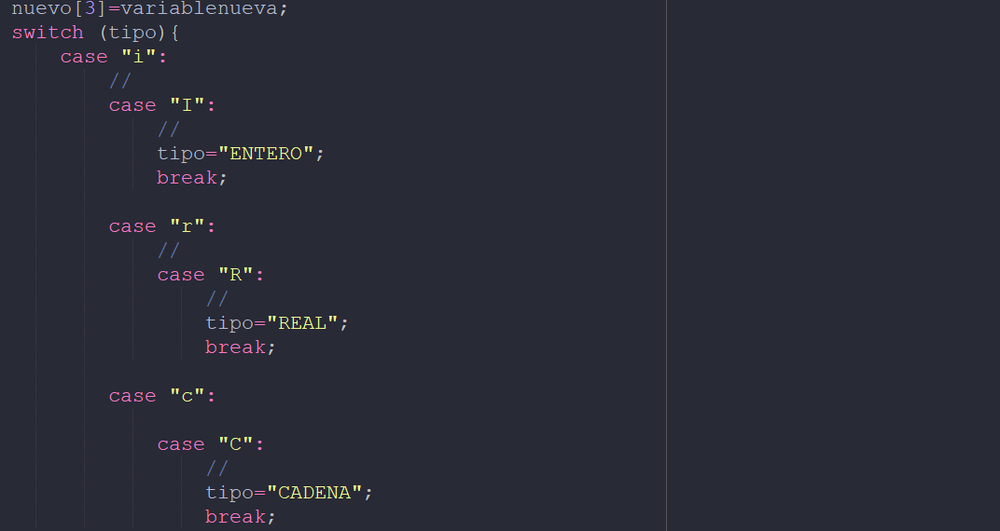 nuevo[3]=variablenueva;
switch (tipo){
case "i":
//
case "I":
//
tipo="ENTERO";
break;
case "r":
//
case "R":
//
tipo="REAL";
break;
case "c":
case "C":
//
tipo="CADENA";
break;